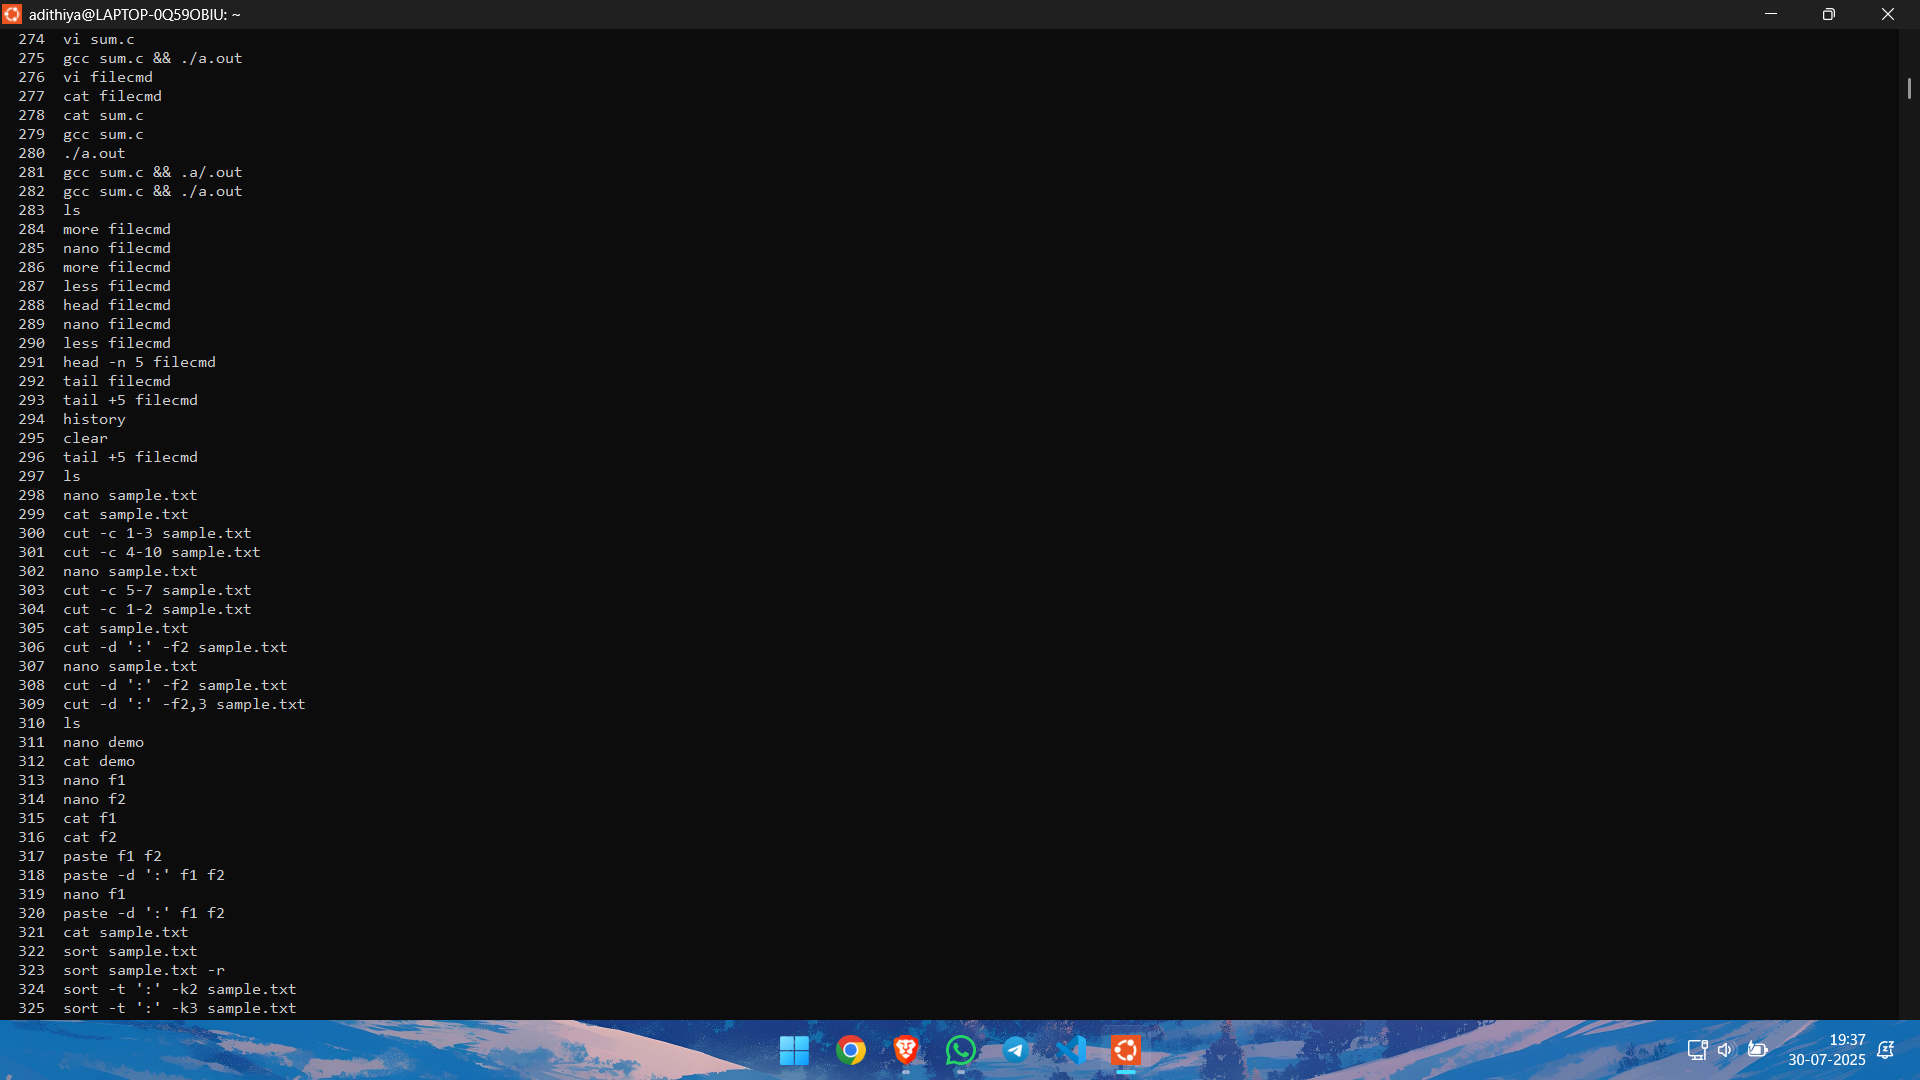 adithiya@LAPTOP-0Q59OBIU: ~
274 vi sum.c
275 gcc sum.c && ./a.out
276 vi filecmd
277 cat filecmd
278 cat sum.c
279 gcc sum.c
280 ./a.out
281 gcc sum.c && .a/.out
282 gcc sum.c && ./a.out
283 ls
284 more filecmd
285 nano filecmd
286 more filecmd
287 less filecmd
288 head filecmd
289 nano filecmd
290 less filecmd
291 head -n 5 filecmd
292 tail filecmd
293 tail +5 filecmd
294 history
295 clear
296 tail +5 filecmd
297 ls
298 nano sample.txt
299 cat sample.txt
300 cut -c 1-3 sample.txt
301 cut -c 4-10 sample.txt
302 nano sample.txt
303 cut -c 5-7 sample.txt
304 cut -c 1-2 sample.txt
305 cat sample.txt
306 cut -d ':' -f2 sample.txt
307 nano sample.txt
308 cut -d ':' -f2 sample.txt
309 cut -d ':' -f2,3 sample.txt
310 ls
311 nano demo
312 cat demo
313 nano f1
314 nano f2
315 cat f1
316 cat f2
317 paste f1 f2
318 paste -d ':' f1 f2
319 nano f1
320 paste -d ':' f1 f2
321 cat sample.txt
322 sort sample.txt
323 sort sample.txt -r
324 sort -t ':' -k2 sample.txt
325 sort -t ':' -k3 sample.txt
19:37
30-07-2025